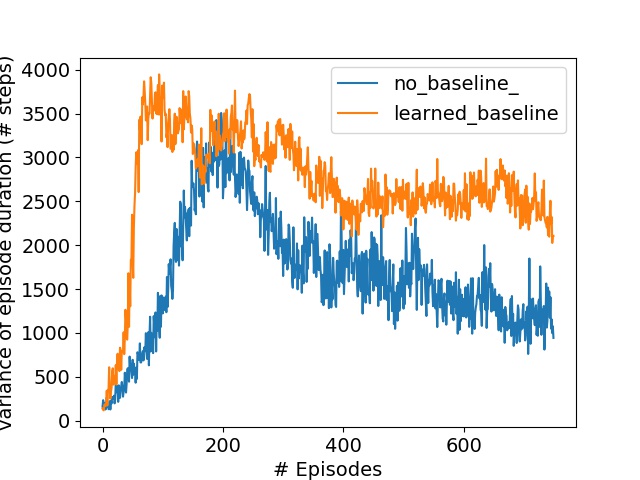 4000
3500
3000
2500
2000
1500
1000
500
0
0 200 400 600
Variance of episode duration (# steps)
# Episodes
no_baseline_
learned_baseline